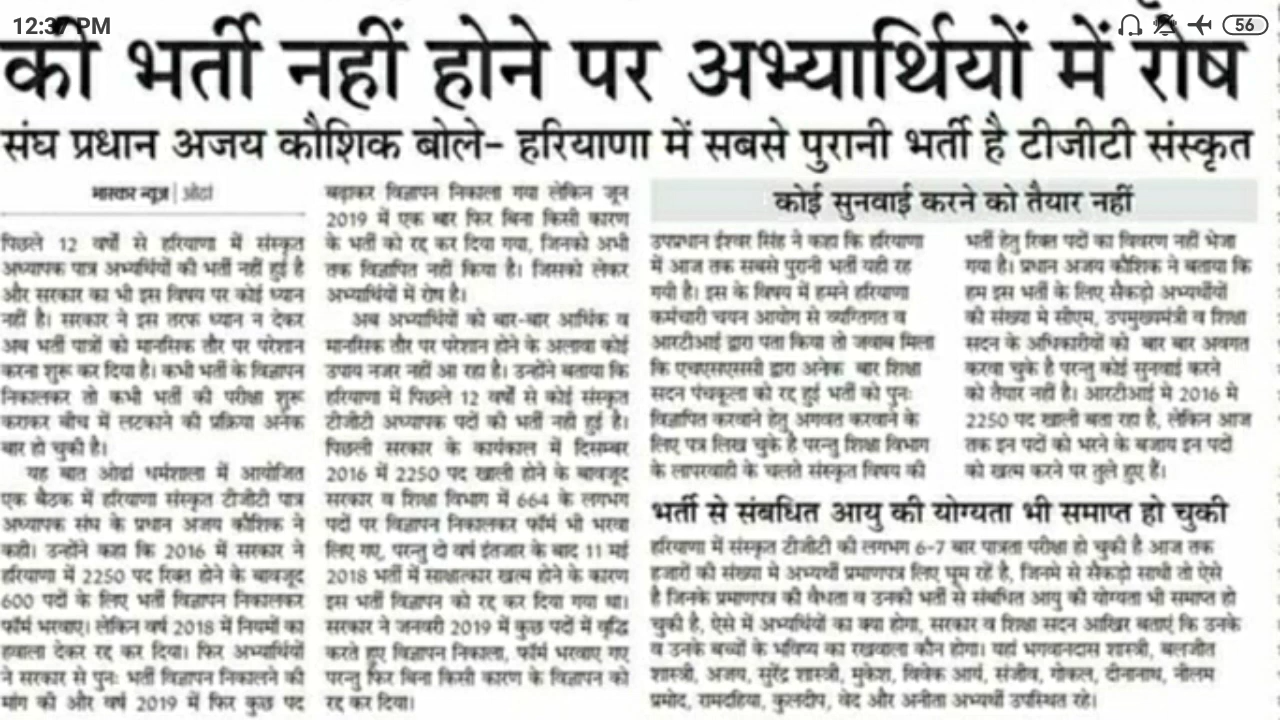 12:37 PM
56
की भर्ती नहीं होने पर अभ्यार्थियों में रोष
संघ प्रधान अजय कौशिक बोले- हरियाणा में सबसे पुरानी भर्ती है टीजीटी संस्कृत
भास्कर न्यूज | ओढां
पिछले 12 वर्षों से हरियाणा में संस्कृत
अध्यापक पात्र अभ्यर्थियों की भर्ती नहीं हुई है
और सरकार का भी इस विषय पर कोई ध्यान
नहीं है। सरकार ने इस तरफ ध्यान न देकर
अब भर्ती पात्रों को मानसिक तौर पर परेशान
करना शुरू कर दिया है। कभी भर्ती के विज्ञापन
निकालकर तो कभी भर्ती की परीक्षा शुरू
कराकर बीच में लटकाने की प्रक्रिया अनेक
बार हो चुकी है।
यह बात ओढां धर्मशाला में आयोजित
एक बैठक में हरियाणा संस्कृत टीजीटी पात्र
अध्यापक संघ के प्रधान अजय कौशिक ने
कही। उन्होंने कहा कि 2016 में सरकार ने
हरियाणा में 2250 पद रिक्त होने के बावजूद
600 पदों के लिए भर्ती विज्ञापन निकालकर
फॉर्म भरवाए। लेकिन वर्ष 2018 में नियमों का
हवाला देकर रद्द कर दिया। फिर अभ्यार्थियों
ने सरकार से पुनः भर्ती विज्ञापन निकालने की
मांग की और वर्ष 2019 में फिर कुछ पद
बढ़ाकर विज्ञापन निकाला गया लेकिन जून
2019 में एक बार फिर बिना किसी कारण
के भर्ती को रद्द कर दिया गया, जिनको अभी
तक विज्ञापित नहीं किया है। जिसको लेकर
अभ्यार्थियों में रोष है।
अब अभ्यार्थियों को बार-बार आर्थिक व
मानसिक तौर पर परेशान होने के अलावा कोई
उपाय नजर नहीं आ रहा है। उन्होंने बताया कि
हरियाणा में पिछले 12 वर्षों से कोई संस्कृत
टीजीटी अध्यापक पदों की भर्ती नही हुई है।
पिछली सरकार के कार्यकाल में दिसम्बर
2016 में 2250 पद खाली होने के बावजूद
सरकार व शिक्षा विभाग में 664 के लगभग
पदों पर विज्ञापन निकालकर फॉर्म भी भरवा
लिए गए, परन्तु दो वर्ष इंतजार के बाद 11 मई
2018 भर्ती में साक्षात्कार खत्म होने के कारण
इस भर्ती विज्ञापन को रद्द कर दिया गया था।
सरकार ने जनवरी 2019 में कुछ पदों में वृद्धि
करते हुए विज्ञापन निकाला, फॉर्म भरवाए गए
परन्तु फिर बिना किसी कारण के विज्ञापन को
रद्द कर दिया।
कोई सुनवाई करने को तैयार नहीं
उपप्रधान ईश्वर सिंह ने कहा कि हरियाणा
में आज तक सबसे पुरानी भर्ती यही रह
गयी है। इस के विषय में हमने हरियाणा
कर्मचारी चयन आयोग से व्यग्तिगत व
आरटीआई द्वारा पता किया तो जवाब मिला
कि एचएसएससी द्वारा अनेक बार शिक्षा
सदन पंचकूला को रद्द हुई भर्ती को पुनः
विज्ञापित करवाने हेतु अगवत करवाने के
लिए पत्र लिख चुके है परन्तु शिक्षा विभाग
के लापरवाही के चलते संस्कृत विषय की
भर्ती हेतु रिक्त पदों का विवरण नहीं भेजा
गया है। प्रधान अजय कौशिक ने बताया कि
हम इस भर्ती के लिए सैकड़ो अभ्यर्थीयों
की संख्या मे सीएम, उपमुख्यमंत्री व शिक्षा
सदन के अधिकारीयों को बार बार अवगत
करवा चुके है परन्तु कोई सुनवाई करने
को तैयार नहीं है। आरटीआई मे 2016 मे
2250 पद खाली बता रहा है, लेकिन आज
तक इन पदों को भरने के बजाय इन पदों
को खत्म करने पर तुले हुए हैं।
भर्ती से संबधित आयु की योग्यता भी समाप्त हो चुकी
हरियाणा में संस्कृत टीजीटी की लगभग 6-7 बार पात्रता परीक्षा हो चुकी है आज तक
हजारों की संख्या मे अभ्यर्थी प्रमाणपत्र लिए घूम रहें है, जिनमे से सैकड़ो साथी तो ऐसे
है जिनके प्रमाणपत्र की वैधता व उनकी भर्ती से संबधित आयु की योग्यता भी समाप्त हो
चुकी है, ऐसे में अभ्यर्थियों का क्या होगा, सरकार व शिक्षा सदन आखिर बताएं कि उनके
व उनके बच्चों के भविष्य का रखवाला कौन होगा। यहां भगवानदास शास्त्री, बलजीत
शास्त्री, अजय, सुरेंद्र शास्त्री, मुकेश, विवेक आर्य, संजीव, गोकल, दीनानाथ, नीलम
प्रमोद, रामदहिया, कुलदीप, वेद और अनीता अभ्यर्थी उपस्थित रहे।